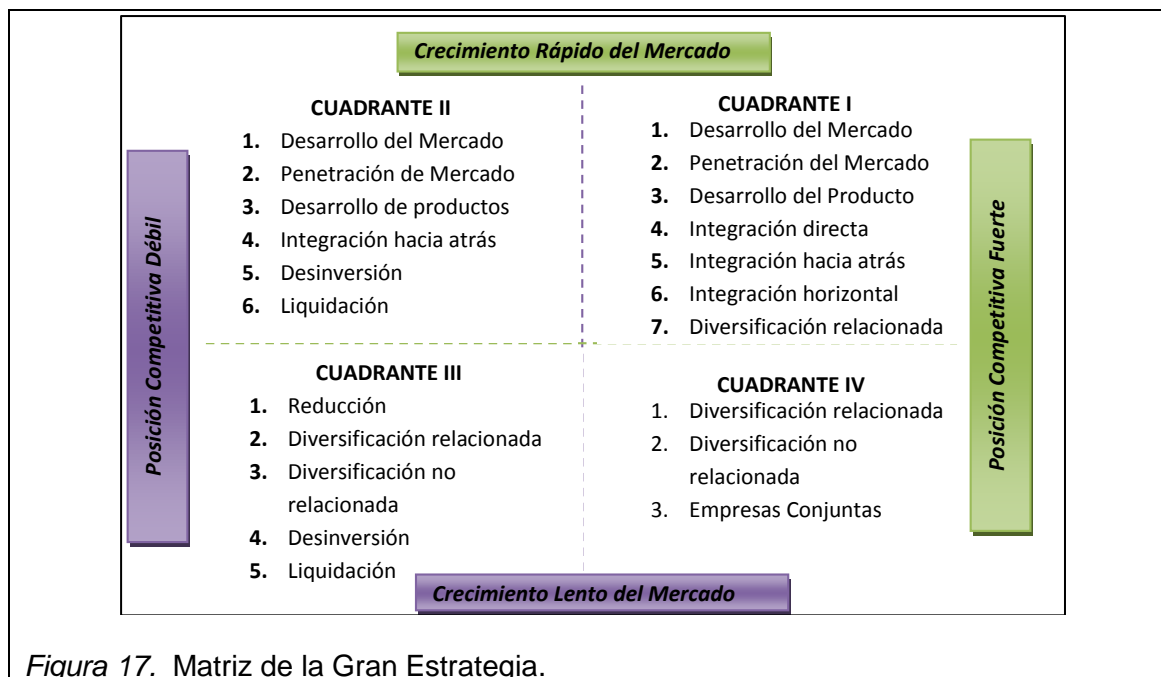 Crecimiento Rápido del Mercado
CUADRANTE II
1. Desarrollo del Mercado
2. Penetración de Mercado
3. Desarrollo de productos
4. Integración hacia atrás
5. Desinversión
6. Liquidación
CUADRANTE I
1. Desarrollo del Mercado
2. Penetración del Mercado
3. Desarrollo del Producto
4. Integración directa
5. Integración hacia atrás
6. Integración horizontal
7. Diversificación relacionada
Posición Competitiva Débil
Posición Competitiva Fuerte
CUADRANTE III
1. Reducción
2. Diversificación relacionada
3. Diversificación no
relacionada
4. Desinversión
5. Liquidación
CUADRANTE IV
1. Diversificación relacionada
2. Diversificación no
relacionada
3. Empresas Conjuntas
Crecimiento Lento del Mercado
Figura 17. Matriz de la Gran Estrategia.